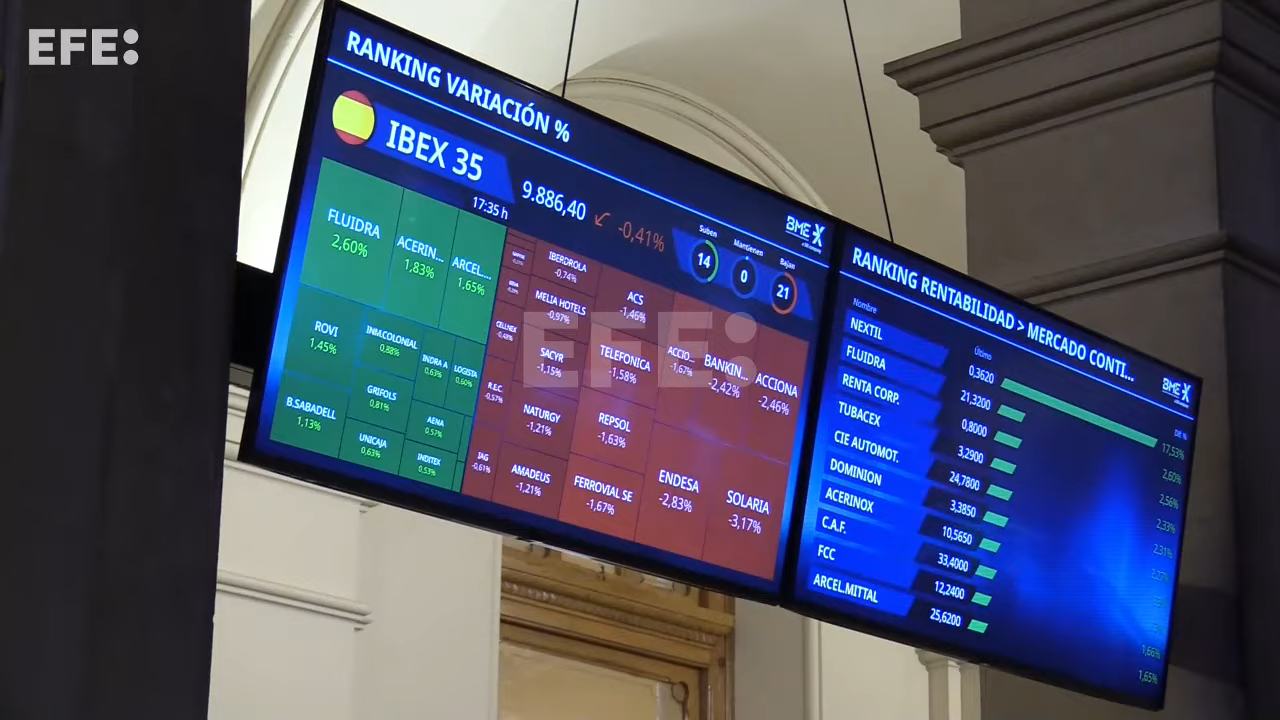 EFE:
RANKING VARIACIÓN %
IBEX 35
17:35 h
9.886,40
-0,41%
BME
Suben
14
Mantienen
0
Bajan
21
FLUIDRA
2,60%
ACERIN...
1,83%
ARCEL...
1.65%
ROVI
1,45%
INM.COLONIAL
0,88%
INDRA A
0,63%
LOGISTA
0,60%
GRIFOLS
0,81%
B.SABADELL
1,13%
AENA
0.57%
UNICAJA
0,63%
INDITEX
0.53%
IBERDROLA
-0,74%
MELIA HOTELS
-0,97%
ACS
-1,46%
CELLNEX
SACYR
-1,15%
TELEFONICA
-1,58%
ACCIO...
-1,67%
BANKIN...
-2,42%
ACCIONA
-2,46%
R.E.C.
-0,57%
NATURGY
-1,21%
REPSOL
-1,63%
IAG
-0,61%
AMADEUS
-1,21%
FERROVIAL SE
-1,67%
ENDESA
-2,83%
SOLARIA
-3,17%
EFE:
RANKING RENTABILIDAD > MERCADO CONTI...
BME
Nombre
Último
Dif %
NEXTIL
0,3620
17,53%
FLUIDRA
21,3200
2,60%
RENTA CORP.
0,8000
2,56%
TUBACEX
3,2900
2,33%
CIE AUTOMOT.
24,7800
2,31%
DOMINION
3,3850
ACERINOX
10,5650
C.A.F.
33,4000
FCC
12,2400
1,66%
ARCEL.MITTAL
25,6200
1,65%